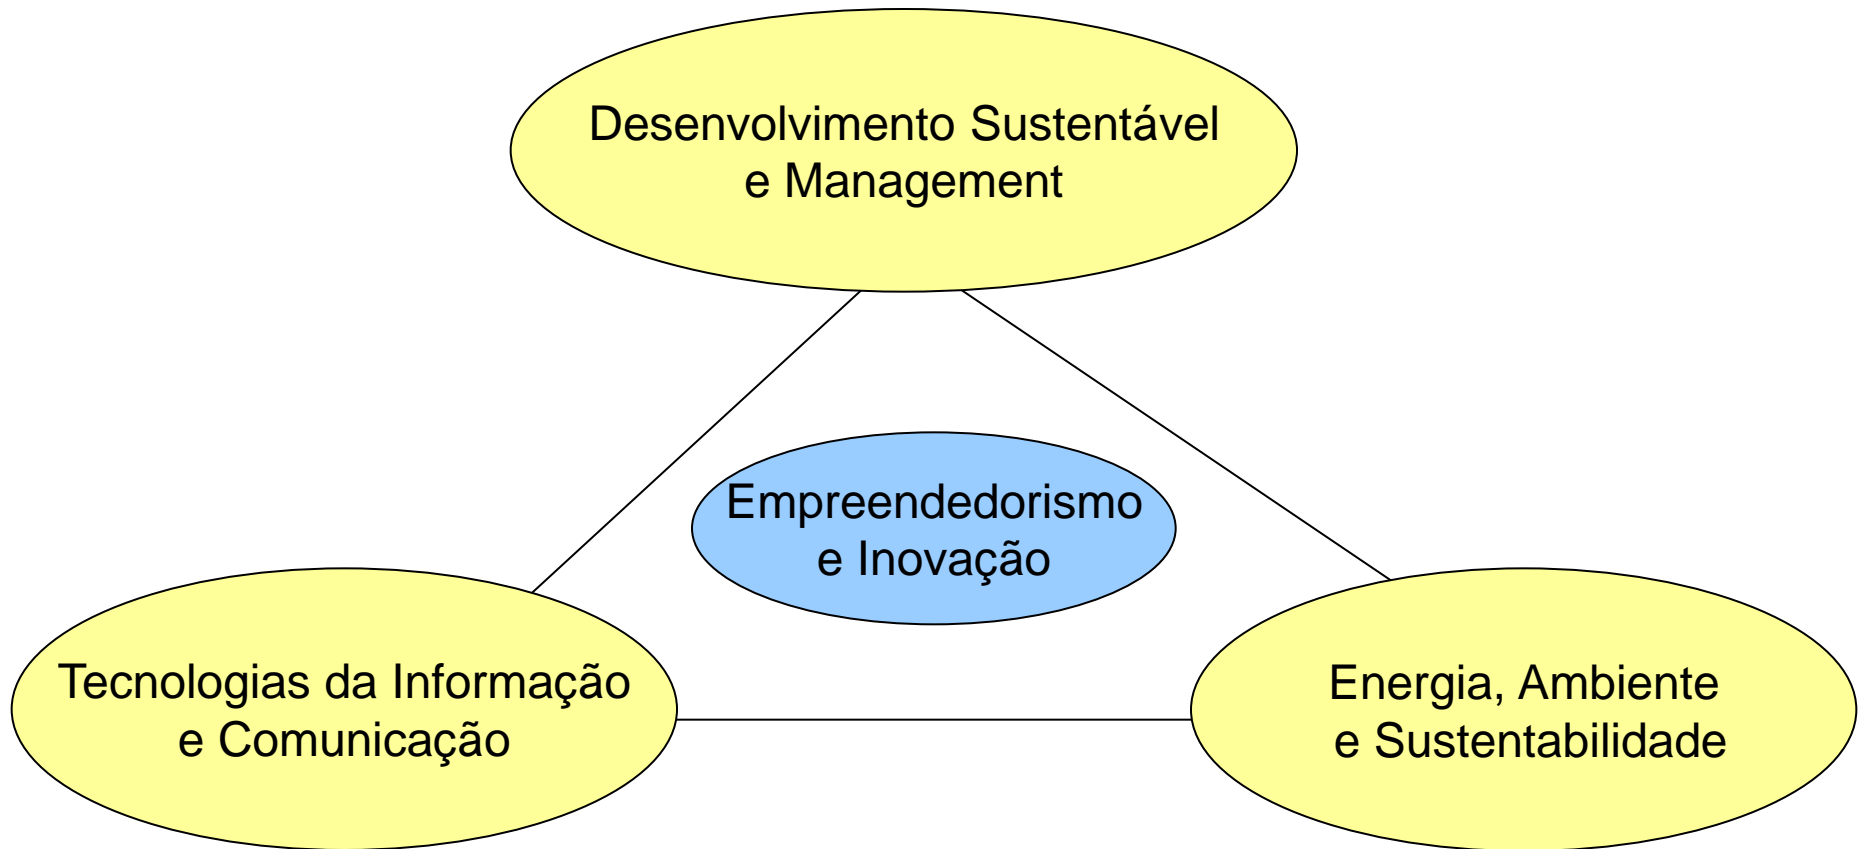 Desenvolvimento Sustentável
e Management
Empreendedorismo
e Inovação
Tecnologias da Informação
e Comunicação
Energia, Ambiente
e Sustentabilidade